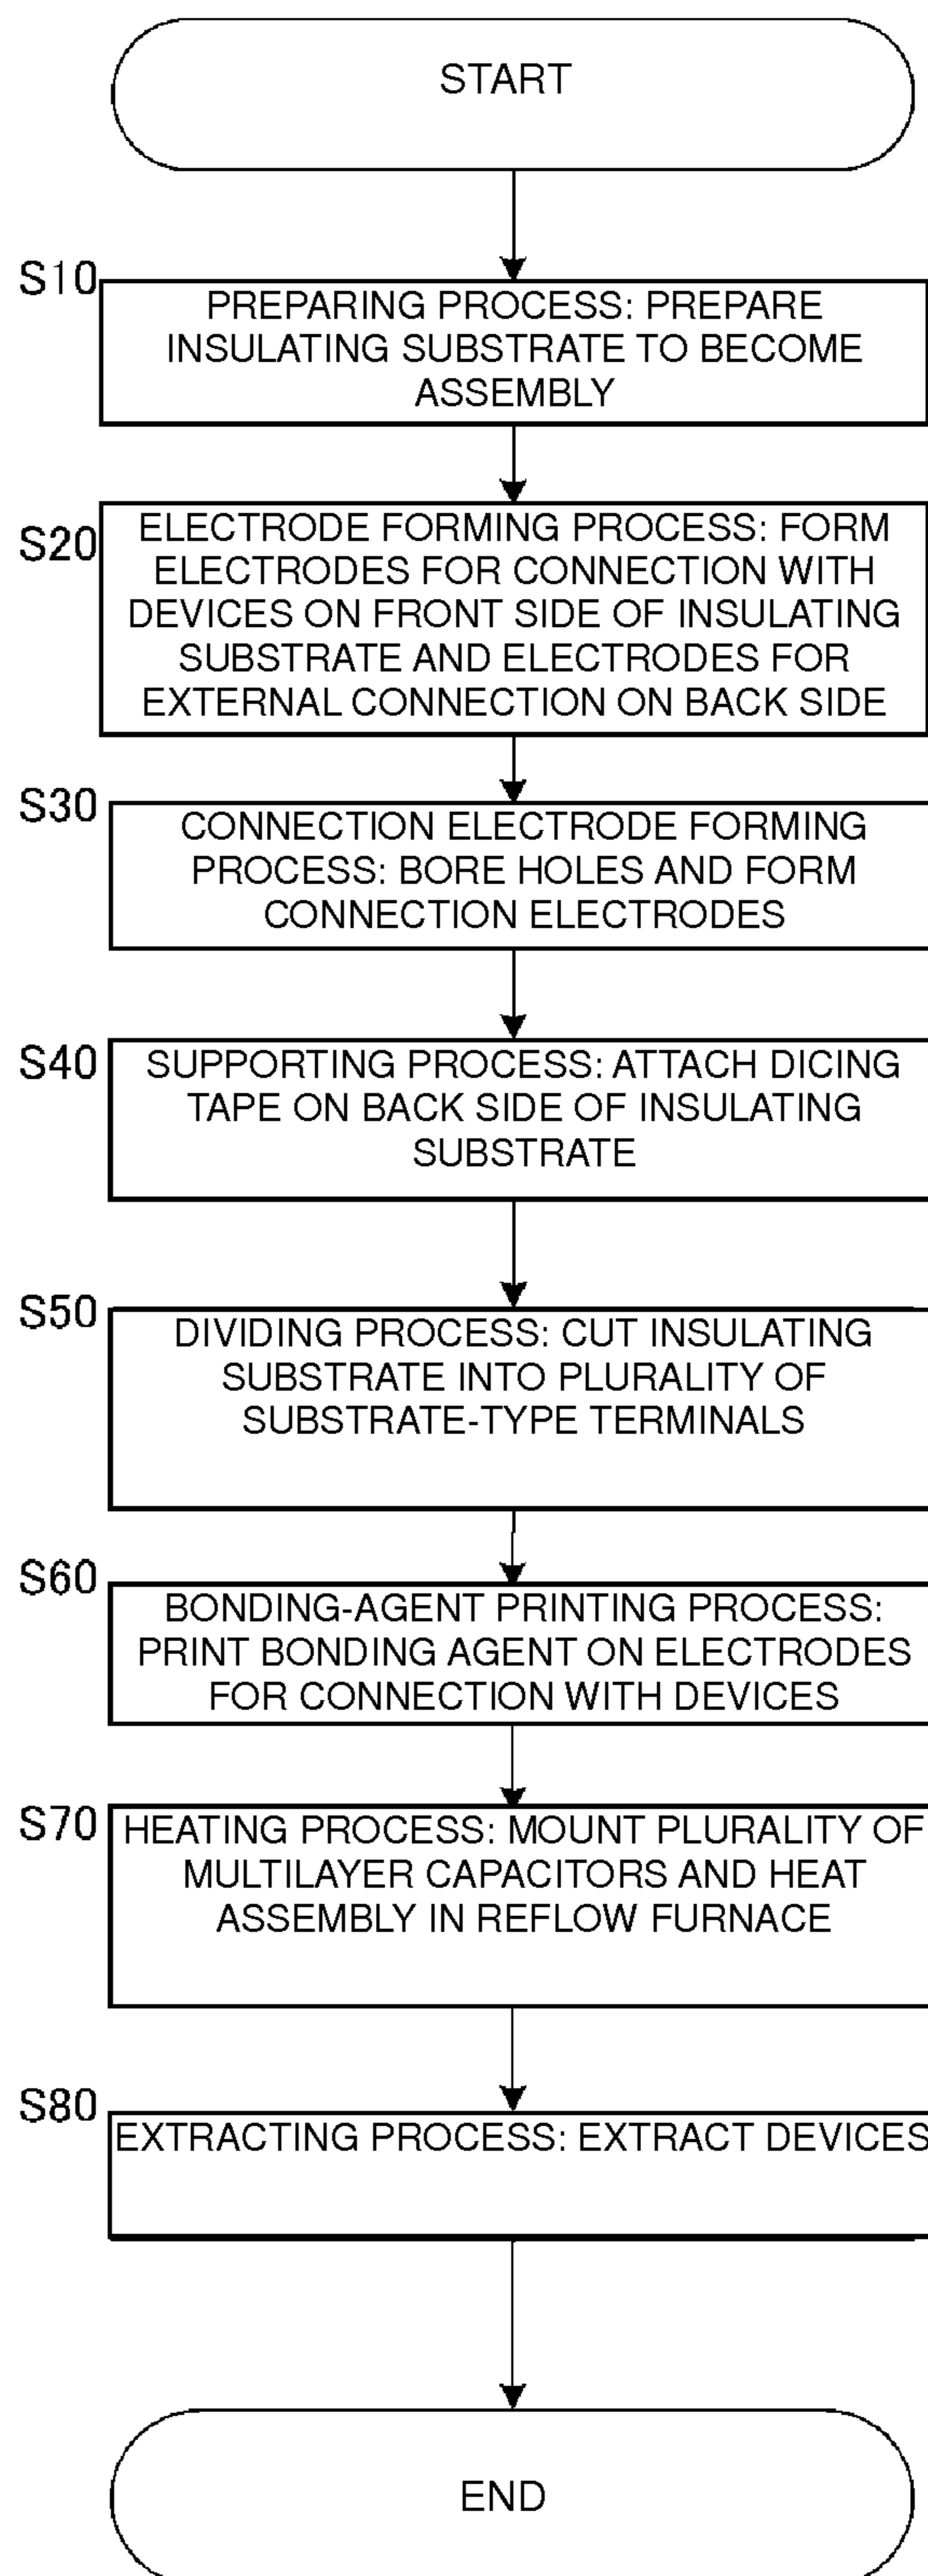 START
S10
PREPARING PROCESS: PREPARE
INSULATING SUBSTRATE TO BECOME
ASSEMBLY
S20
ELECTRODE FORMING PROCESS: FORM
ELECTRODES FOR CONNECTION WITH
DEVICES ON FRONT SIDE OF INSULATING
SUBSTRATE AND ELECTRODES FOR
EXTERNAL CONNECTION ON BACK SIDE
S30
CONNECTION ELECTRODE FORMING
PROCESS: BORE HOLES AND FORM
CONNECTION ELECTRODES
S40
SUPPORTING PROCESS: ATTACH DICING
TAPE ON BACK SIDE OF INSULATING
SUBSTRATE
S50
DIVIDING PROCESS: CUT INSULATING
SUBSTRATE INTO PLURALITY OF
SUBSTRATE-TYPE TERMINALS
S60
BONDING-AGENT PRINTING PROCESS:
PRINT BONDING AGENT ON ELECTRODES
FOR CONNECTION WITH DEVICES
S70
HEATING PROCESS: MOUNT PLURALITY OF
MULTILAYER CAPACITORS AND HEAT
ASSEMBLY IN REFLOW FURNACE
S80
EXTRACTING PROCESS: EXTRACT DEVICES
END